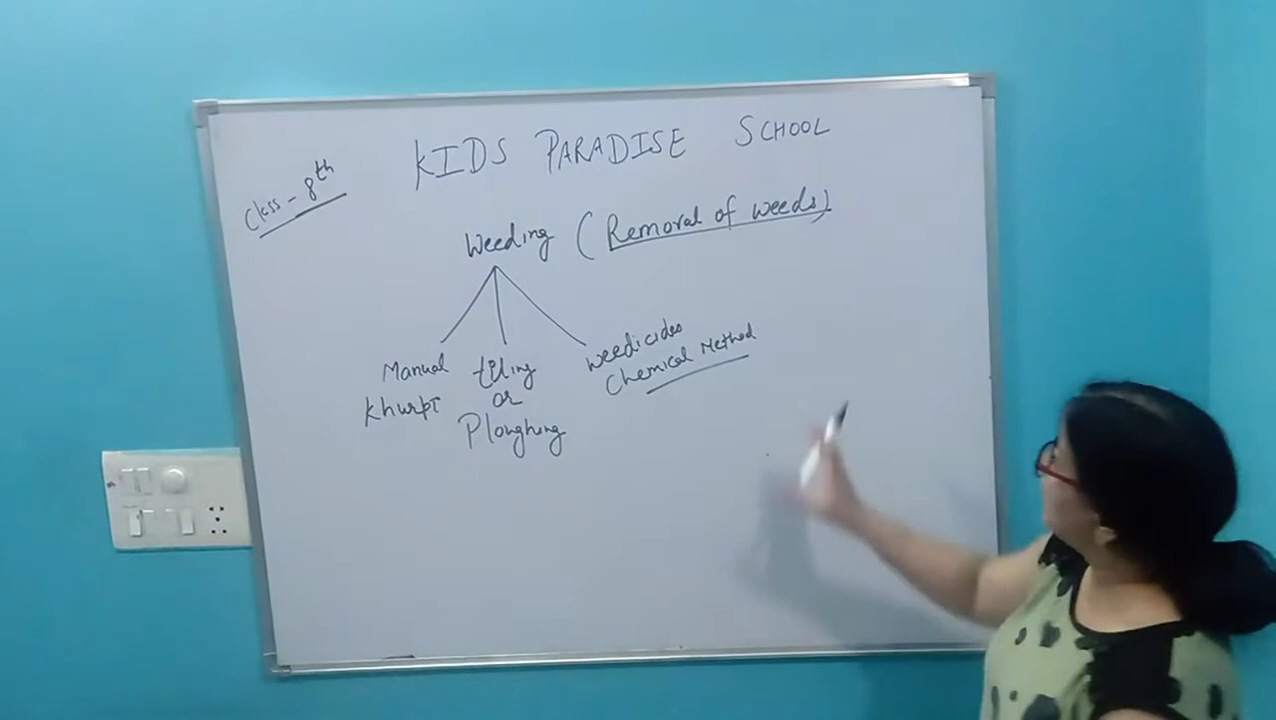 KIDS PARADISE SCHOOL
Class - 8th
Weeding (Removal of weeds)
Manual
Khurpi
tilling
or
Ploughing
weedicides
Chemical Method